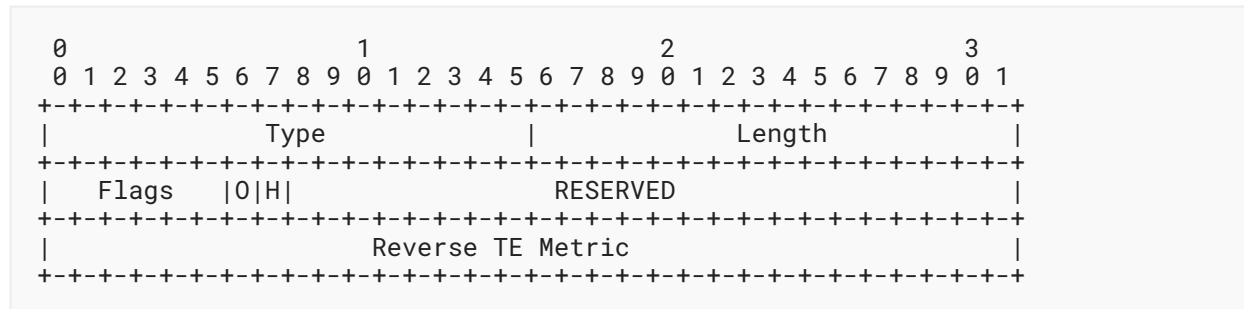 0                   1                   2                   3
 0 1 2 3 4 5 6 7 8 9 0 1 2 3 4 5 6 7 8 9 0 1 2 3 4 5 6 7 8 9 0 1
+-+-+-+-+-+-+-+-+-+-+-+-+-+-+-+-+-+-+-+-+-+-+-+-+-+-+-+-+-+-+-+-+
|              Type             |             Length            |
+-+-+-+-+-+-+-+-+-+-+-+-+-+-+-+-+-+-+-+-+-+-+-+-+-+-+-+-+-+-+-+-+
|   Flags   |O|H|                 RESERVED                      |
+-+-+-+-+-+-+-+-+-+-+-+-+-+-+-+-+-+-+-+-+-+-+-+-+-+-+-+-+-+-+-+-+
|                     Reverse TE Metric                         |
+-+-+-+-+-+-+-+-+-+-+-+-+-+-+-+-+-+-+-+-+-+-+-+-+-+-+-+-+-+-+-+-+